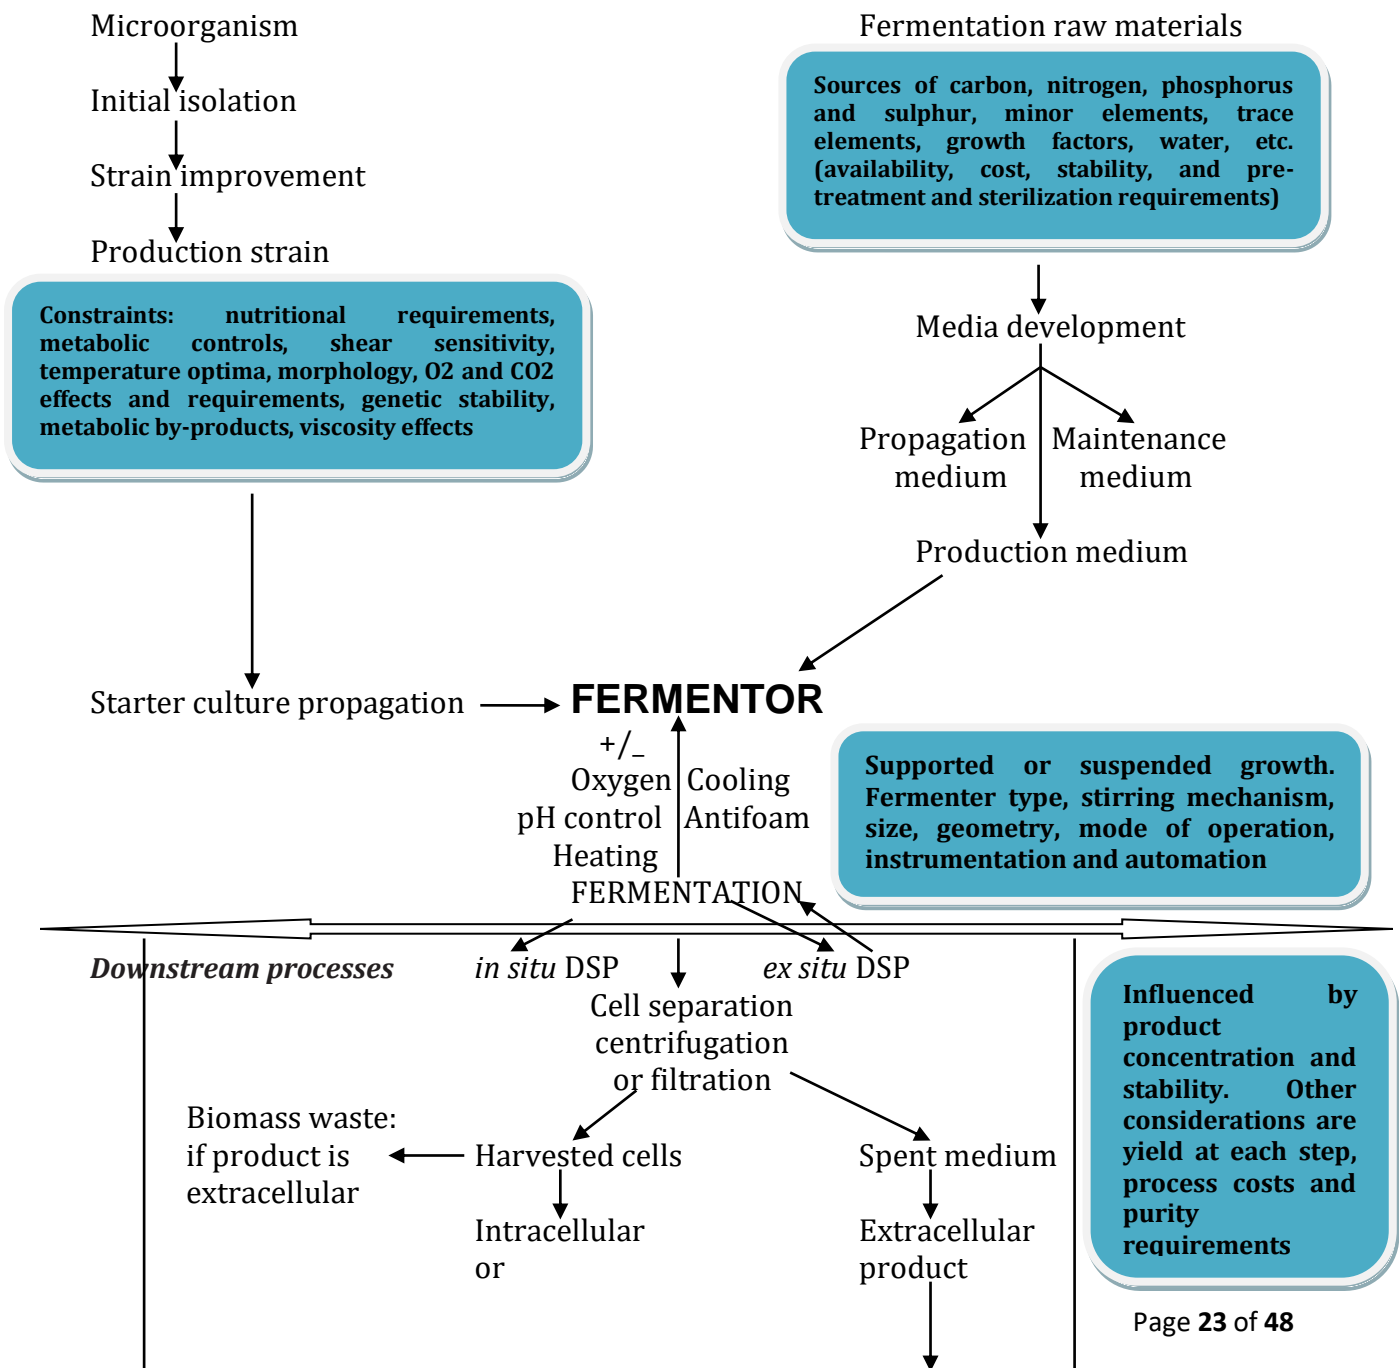 Microorganism
Initial isolation
Strain improvement
Production strain
Constraints: nutritional requirements,
metabolic controls, shear sensitivity,
temperature optima, morphology, O2 and CO2
effects and requirements, genetic stability,
metabolic by-products, viscosity effects
Fermentation raw materials
Sources of carbon, nitrogen, phosphorus
and sulphur, minor elements, trace
elements, growth factors, water, etc.
(availability, cost, stability, and pre-
treatment and sterilization requirements)
Media development
Propagation
medium
Maintenance
medium
Production medium
Starter culture propagation
FERMENTOR
+/_
Oxygen
pH control
Heating
Cooling
Antifoam
FERMENTATION
Supported or suspended growth.
Fermenter type, stirring mechanism,
size, geometry, mode of operation,
instrumentation and automation
Downstream processes
in situ DSP
ex situ DSP
Cell separation
centrifugation
or filtration
Influenced by
product
concentration and
stability. Other
considerations are
yield at each step,
process costs and
purity
requirements
Biomass waste:
if product is
extracellular
Harvested cells
Spent medium
Intracellular
or
Extracellular
product
Page 23 of 48